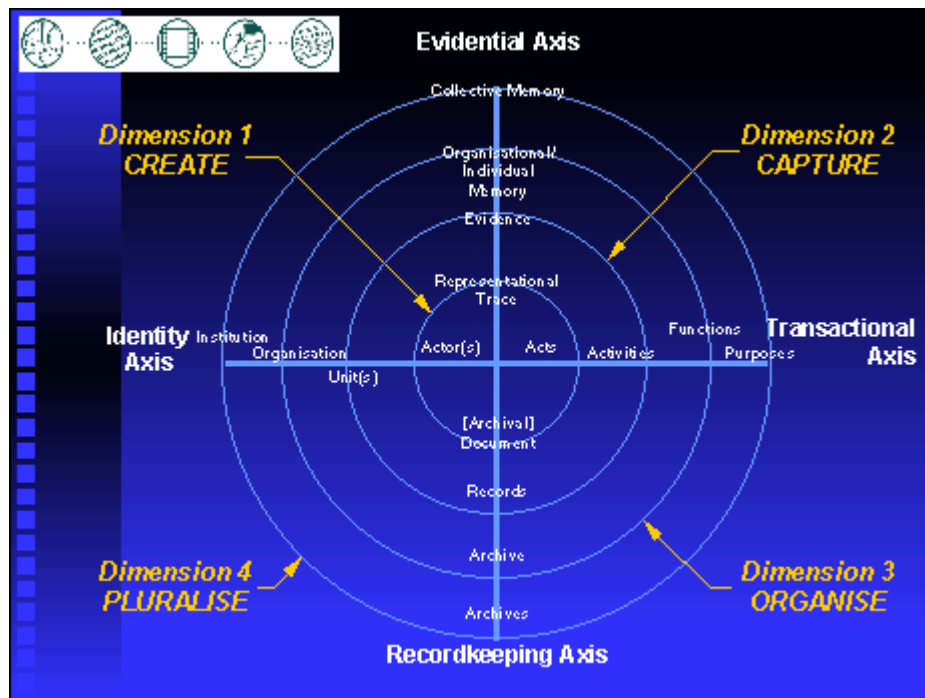 Evidential Axis
Collective Memory
Dimension 1
CREATE
Dimension 2
CAPTURE
Organisational/
Individual
Memory
Evidence
Representational
Trace
Identity
Axis
Institution
Organisation
Unit(s)
Actor(s)
Acts
Activities
Functions
Purposes
Transactional
Axis
[Archival]
Document
Records
Archive
Archives
Dimension 4
PLURALISE
Dimension 3
ORGANISE
Recordkeeping Axis